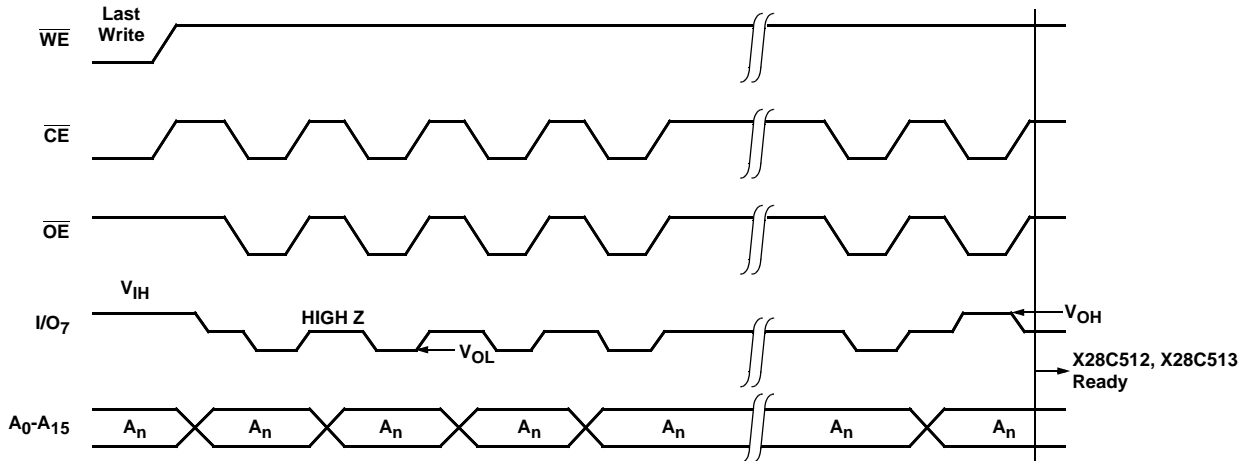 Last
Write
WE
CE
OE
VIH
I/O7
HIGH Z
VOL
VOH
X28C512, X28C513
Ready
A0-A15
An
An
An
An
An
An
An